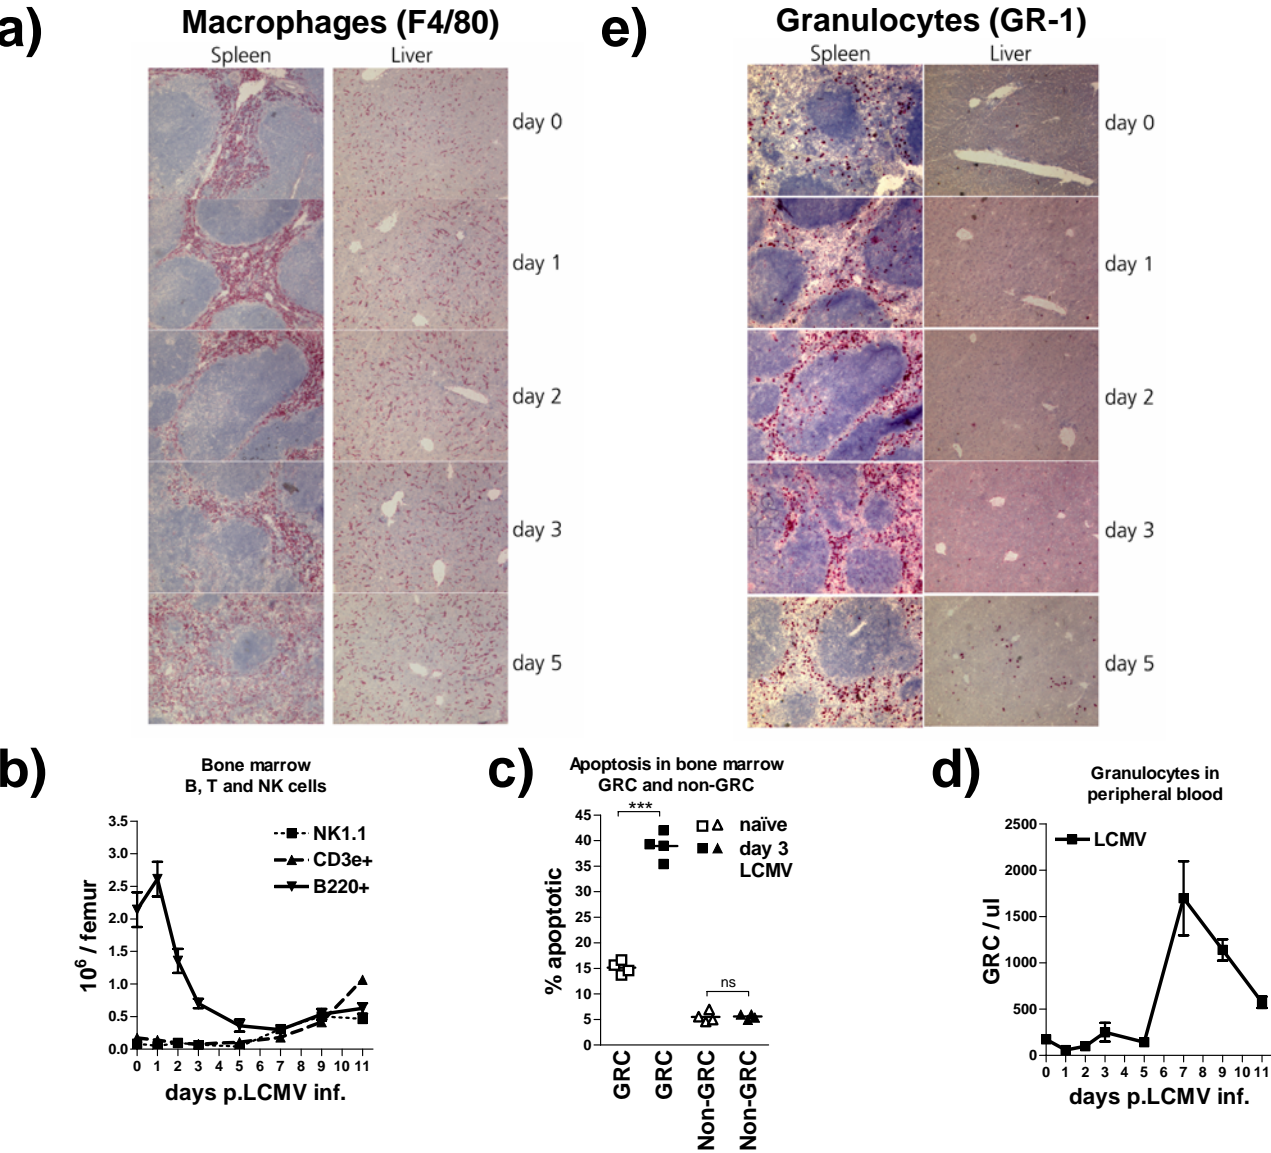 a)
Macrophages (F4/80)
Spleen
Liver
day 0
day 1
day 2
day 3
day 5
e)
Granulocytes (GR-1)
Spleen
Liver
day 0
day 1
day 2
day 3
day 5
b)
Bone marrow
B, T and NK cells
3.5
3.0
2.5
2.0
1.5
1.0
0.5
0.0
10⁶ / femur
NK1.1
CD3e+
B220+
0 1 2 3 4 5 6 7 8 9 10 11
days p.LCMV inf.
c)
Apoptosis in bone marrow
GRC and non-GRC
45
40
35
30
25
20
15
10
5
0
% apoptotic
***
ns
naïve
day 3
LCMV
GRC
GRC
Non-GRC
Non-GRC
d)
Granulocytes in
peripheral blood
2500
2000
1500
1000
500
0
GRC / ul
LCMV
0 1 2 3 4 5 6 7 8 9 10 11
days p.LCMV inf.